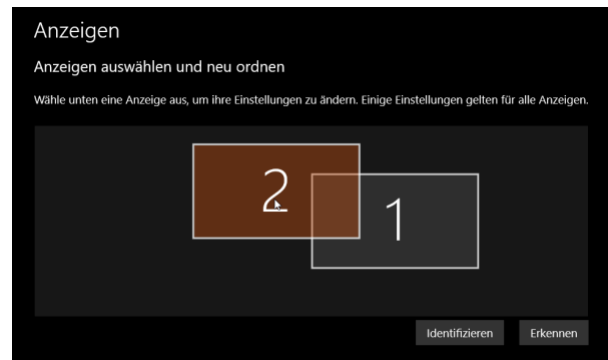 Anzeigen
Anzeigen auswählen und neu ordnen
Wähle unten eine Anzeige aus, um ihre Einstellungen zu ändern. Einige Einstellungen gelten für alle Anzeigen.
2
1
Identifizieren Erkennen